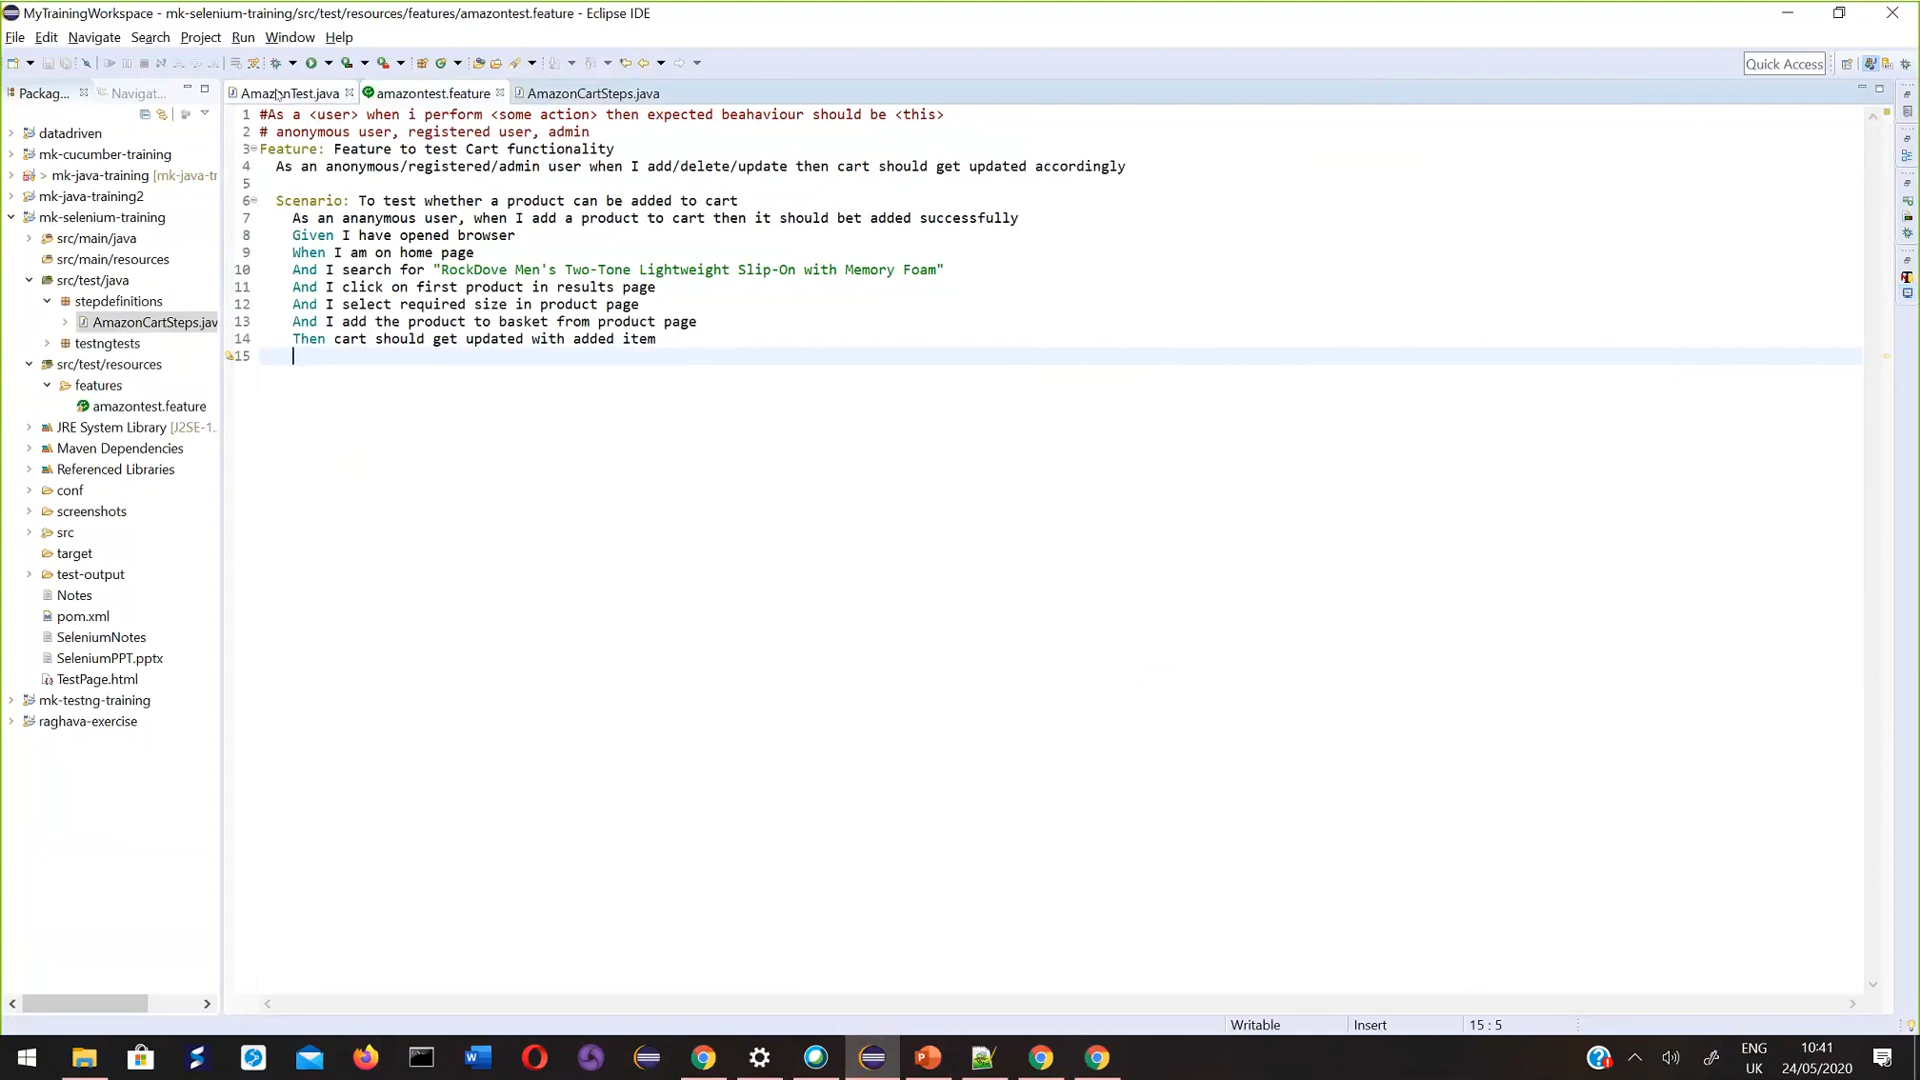 MyTrainingWorkspace - mk-selenium-training/src/test/resources/features/amazontest.feature - Eclipse IDE
File Edit Navigate Search Project Run Window Help
Quick Access
Packag... Navigat... AmazonTest.java amazontest.feature AmazonCartSteps.java
datadriven
mk-cucumber-training
> mk-java-training [mk-java-tr
mk-java-training2
mk-selenium-training
src/main/java
src/main/resources
src/test/java
stepdefinitions
AmazonCartSteps.jav
testngtests
src/test/resources
features
amazontest.feature
JRE System Library [J2SE-1.
Maven Dependencies
Referenced Libraries
conf
screenshots
src
target
test-output
Notes
pom.xml
SeleniumNotes
SeleniumPPT.pptx
TestPage.html
mk-testng-training
raghava-exercise
1 #As a <user> when i perform <some action> then expected beahaviour should be <this>
2 # anonymous user, registered user, admin
3 Feature: Feature to test Cart functionality
4 As an anonymous/registered/admin user when I add/delete/update then cart should get updated accordingly
5
6 Scenario: To test whether a product can be added to cart
7 As an ananymous user, when I add a product to cart then it should bet added successfully
8 Given I have opened browser
9 When I am on home page
10 And I search for "RockDove Men's Two-Tone Lightweight Slip-On with Memory Foam"
11 And I click on first product in results page
12 And I select required size in product page
13 And I add the product to basket from product page
14 Then cart should get updated with added item
15
Writable Insert 15 : 5
ENG
UK
10:41
24/05/2020